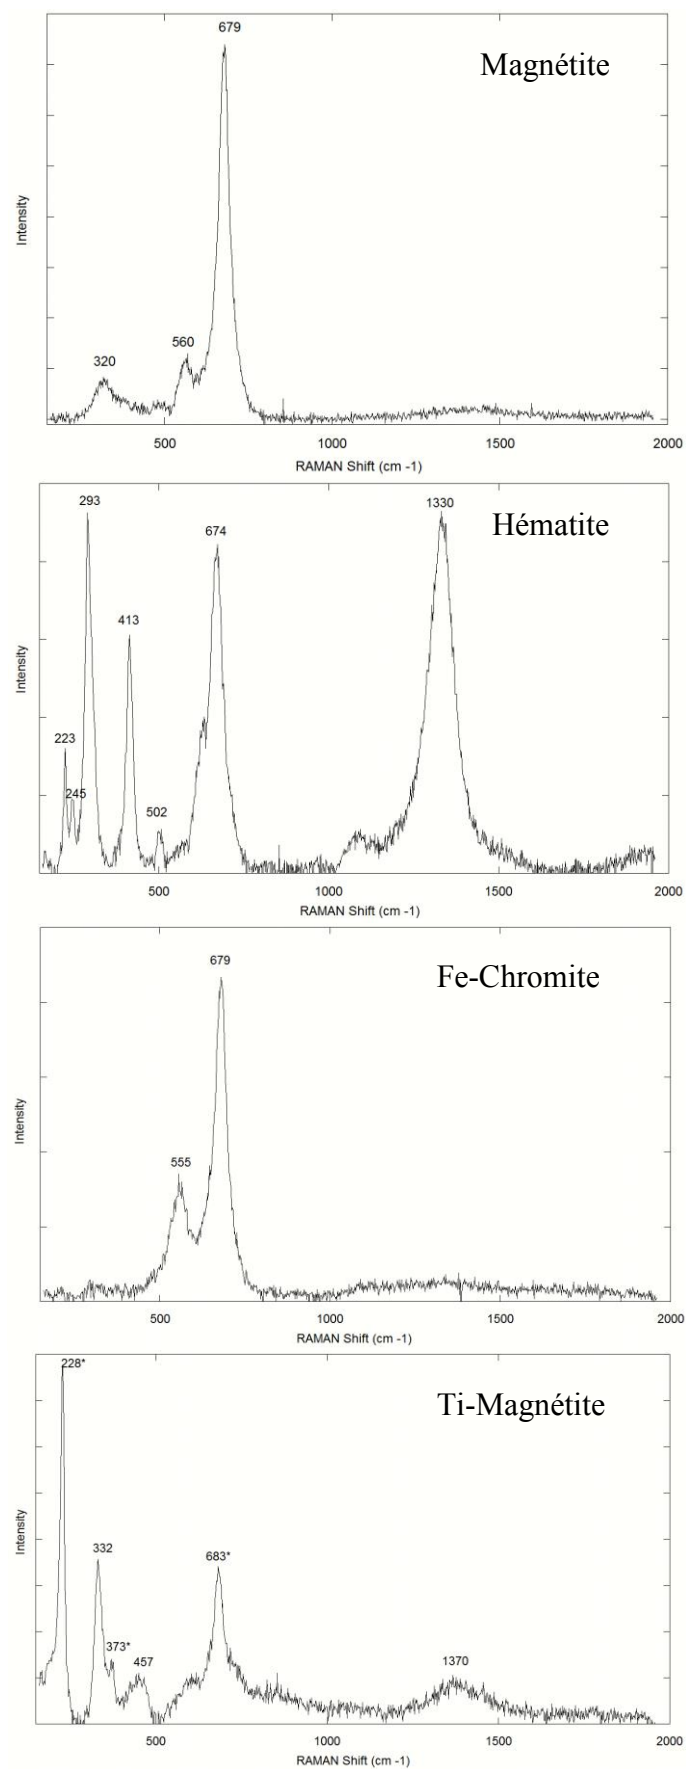 679
Magnétite
Intensity
560
320
500 1000 1500 2000
RAMAN Shift (cm -1)
293
1330
Hématite
674
413
Intensity
223
245
502
500 1000 1500 2000
RAMAN Shift (cm -1)
679
Fe-Chromite
Intensity
555
500 1000 1500 2000
RAMAN Shift (cm -1)
228*
Ti-Magnétite
Intensity
332
683*
373*
457
1370
500 1000 1500 2000
RAMAN Shift (cm -1)